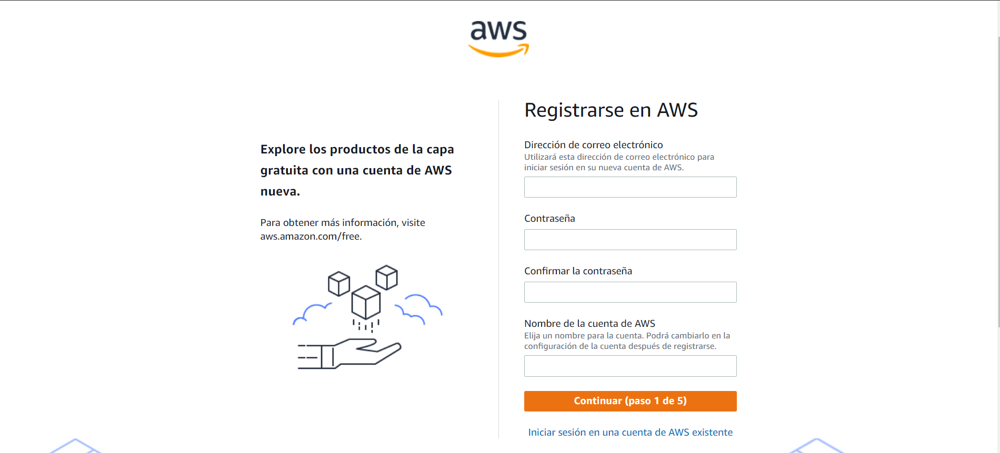 aws
Explore los productos de la capa
gratuita con una cuenta de AWS
nueva.
Para obtener más información, visite
aws.amazon.com/free.
Registrarse en AWS
Dirección de correo electrónico
Utilizará esta dirección de correo electrónico para
iniciar sesión en su nueva cuenta de AWS.
Contraseña
Confirmar la contraseña
Nombre de la cuenta de AWS
Elija un nombre para la cuenta. Podrá cambiarlo en la
configuración de la cuenta después de registrarse.
Continuar (paso 1 de 5)
Iniciar sesión en una cuenta de AWS existente